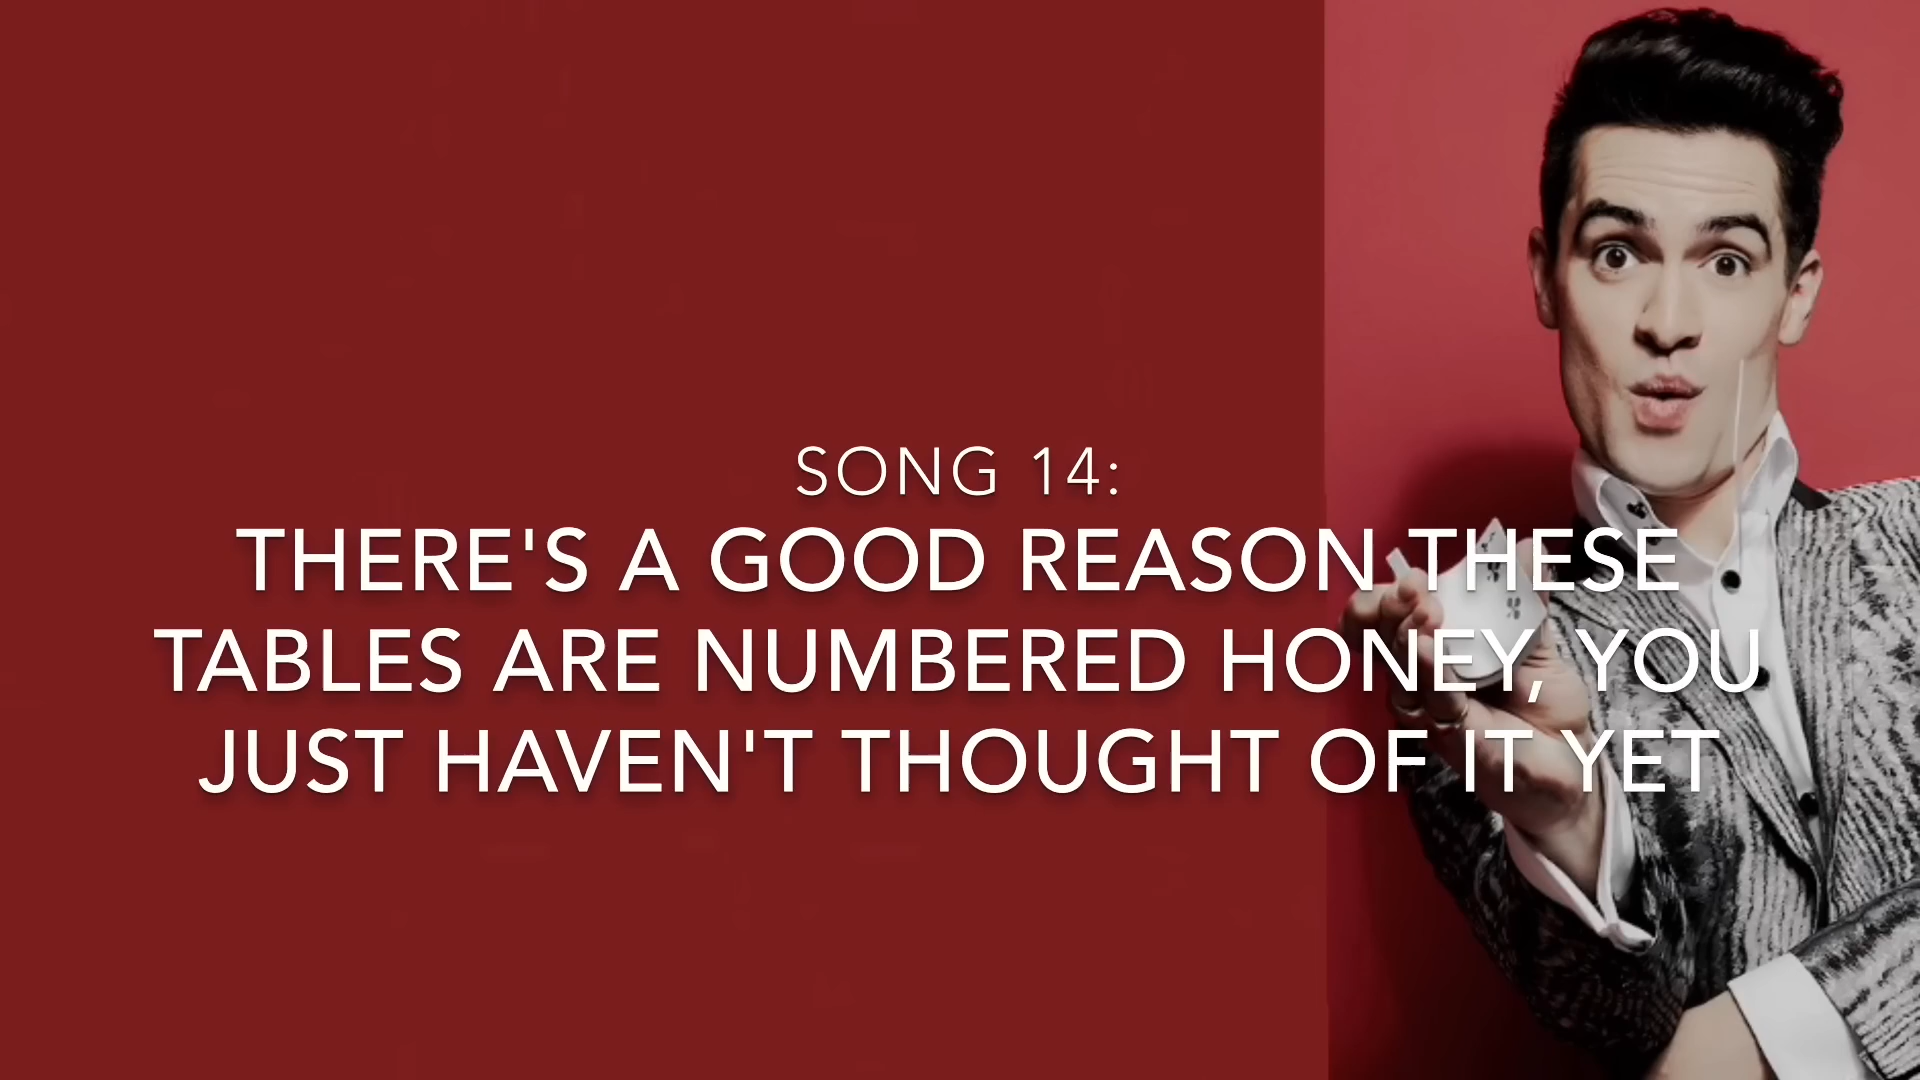 SONG 14:
THERE'S A GOOD REASON THESE
TABLES ARE NUMBERED HONEY, YOU
JUST HAVEN'T THOUGHT OF IT YET